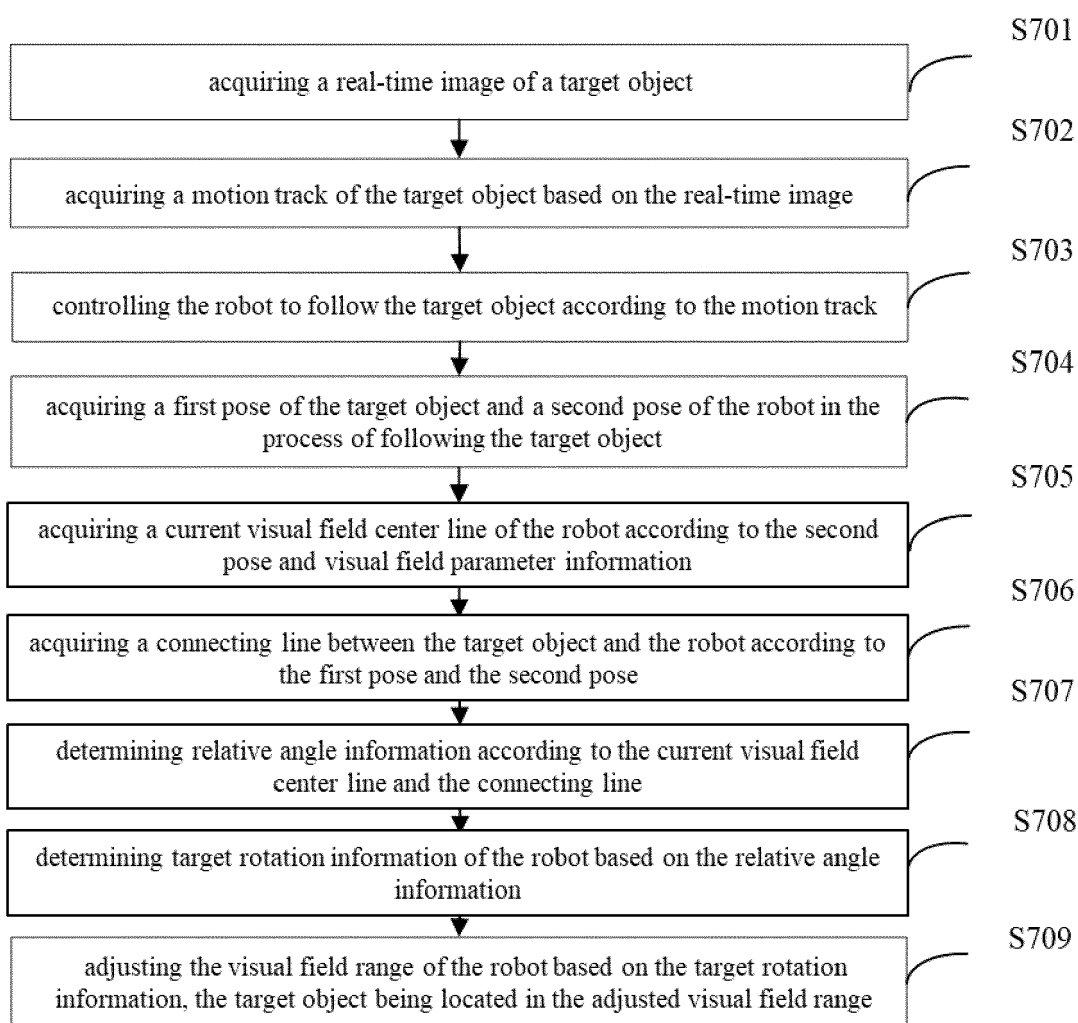 S701
acquiring a real-time image of a target object
S702
acquiring a motion track of the target object based on the real-time image
S703
controlling the robot to follow the target object according to the motion track
S704
acquiring a first pose of the target object and a second pose of the robot in the
process of following the target object
S705
acquiring a current visual field center line of the robot according to the second
pose and visual field parameter information
S706
acquiring a connecting line between the target object and the robot according to
the first pose and the second pose
S707
determining relative angle information according to the current visual field
center line and the connecting line
S708
determining target rotation information of the robot based on the relative angle
information
S709
adjusting the visual field range of the robot based on the target rotation
information, the target object being located in the adjusted visual field range